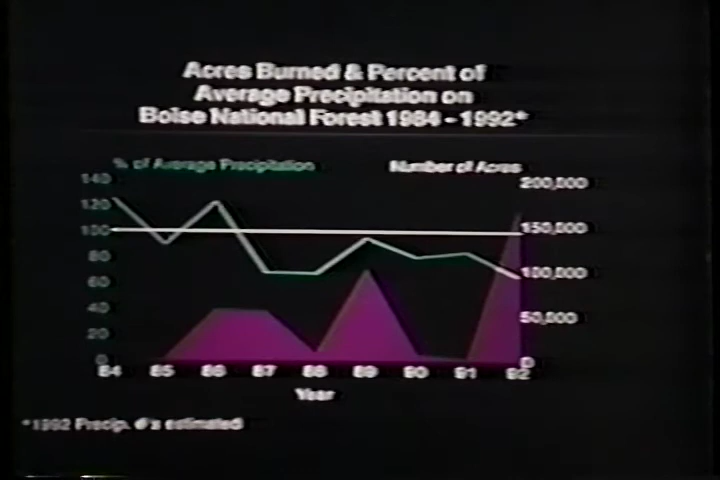 Acres Burned & Percent of
Average Precipitation on
Boise National Forest 1984 - 1992*
% of Average Precipitation
Number of Acres
140
120
100
80
60
40
20
0
200,000
150,000
100,000
50,000
0
84 85 86 87 88 89 90 91 92
Year
*1992 Precip. #'s estimated